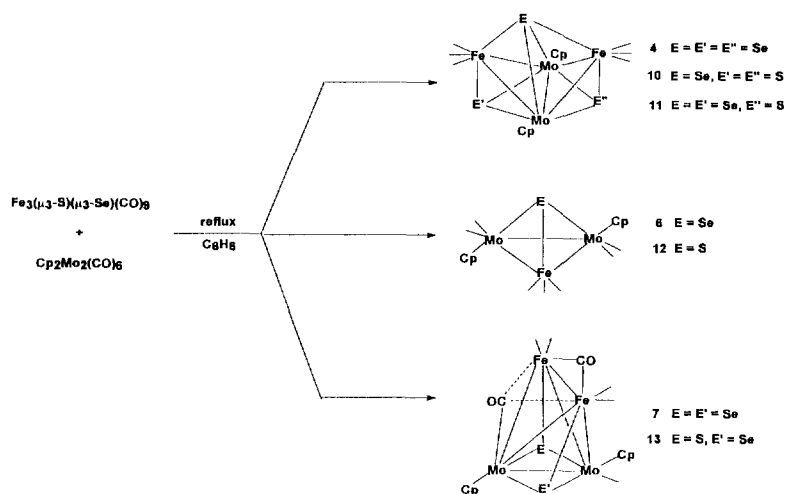 E
Cp
Fe Fe
Mo
E' E"
Mo
Cp
4 E = E' = E" = Se
10 E = Se, E' = E" = S
11 E = E' = Se, E" = S
Fe₃(μ₃-S)(μ₃-Se)(CO)₉
+
Cp₂Mo₂(CO)₆
reflux
C₆H₆
E
Cp
Mo Mo
Cp
Fe
6 E = Se
12 E = S
Fe CO
OC Fe
E
Cp
Mo Mo
Cp
E'
7 E = E' = Se
13 E = S, E' = Se